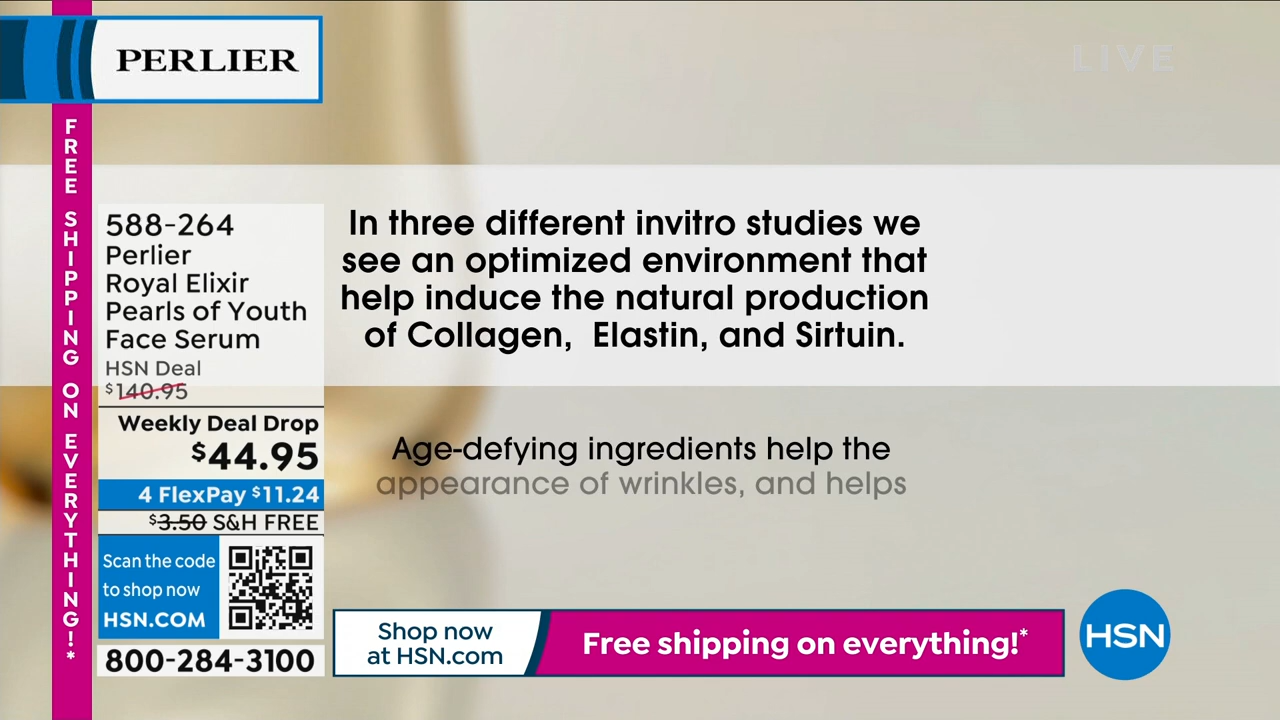 PERLIER
LIVE
FREE SHIPPING ON EVERYTHING!*
588-264
Perlier
Royal Elixir
Pearls of Youth
Face Serum
HSN Deal
$140.95
Weekly Deal Drop
$44.95
4 FlexPay $11.24
$3.50 S&H FREE
Scan the code
to shop now
HSN.COM
800-284-3100
In three different invitro studies we
see an optimized environment that
help induce the natural production
of Collagen,  Elastin, and Sirtuin.
Age-defying ingredients help the
appearance of wrinkles, and helps
Shop now
at HSN.com
Free shipping on everything!*
HSN